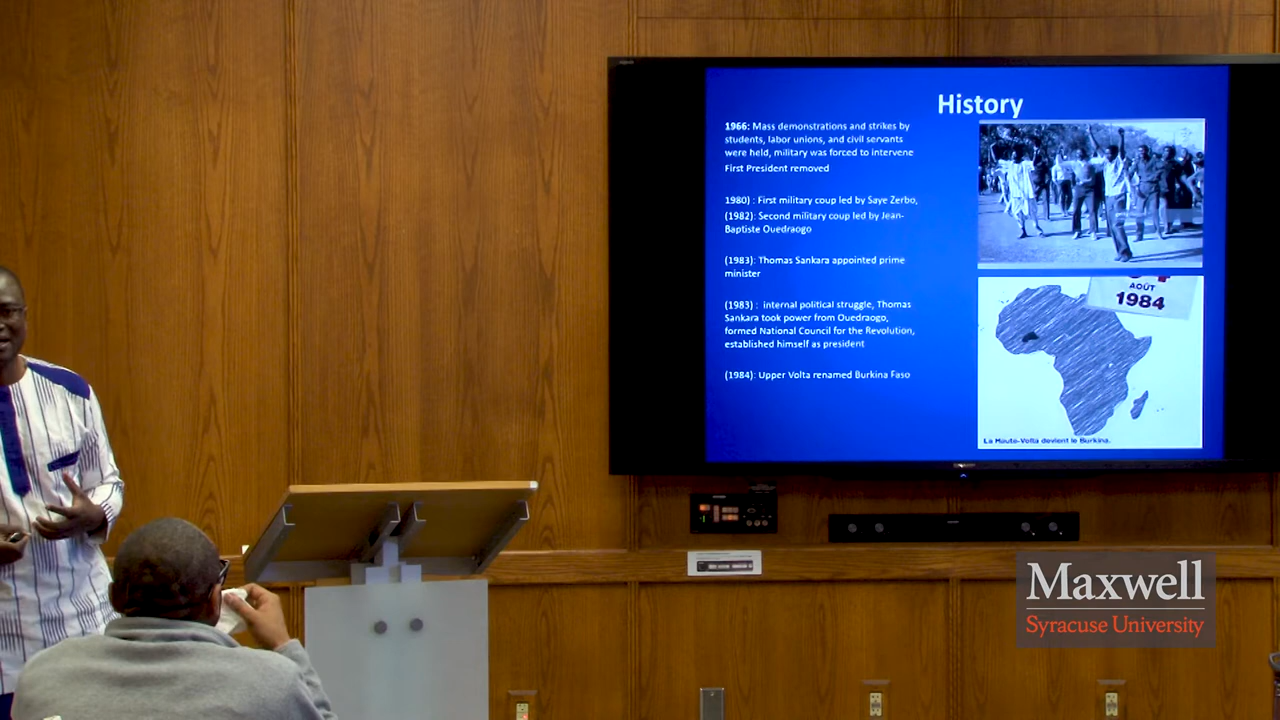 History
1966: Mass demonstrations and strikes by
students, labor unions, and civil servants
were held, military was forced to intervene
First President removed
1980) : First military coup led by Saye Zerbo,
(1982): Second military coup led by Jean-
Baptiste Ouedraogo
(1983): Thomas Sankara appointed prime
minister
(1983) : internal political struggle, Thomas
Sankara took power from Ouedraogo,
formed National Council for the Revolution,
established himself as president
(1984): Upper Volta renamed Burkina Faso
AOÛT
1984
La Haute-Volta devient le Burkina.
Maxwell
Syracuse University